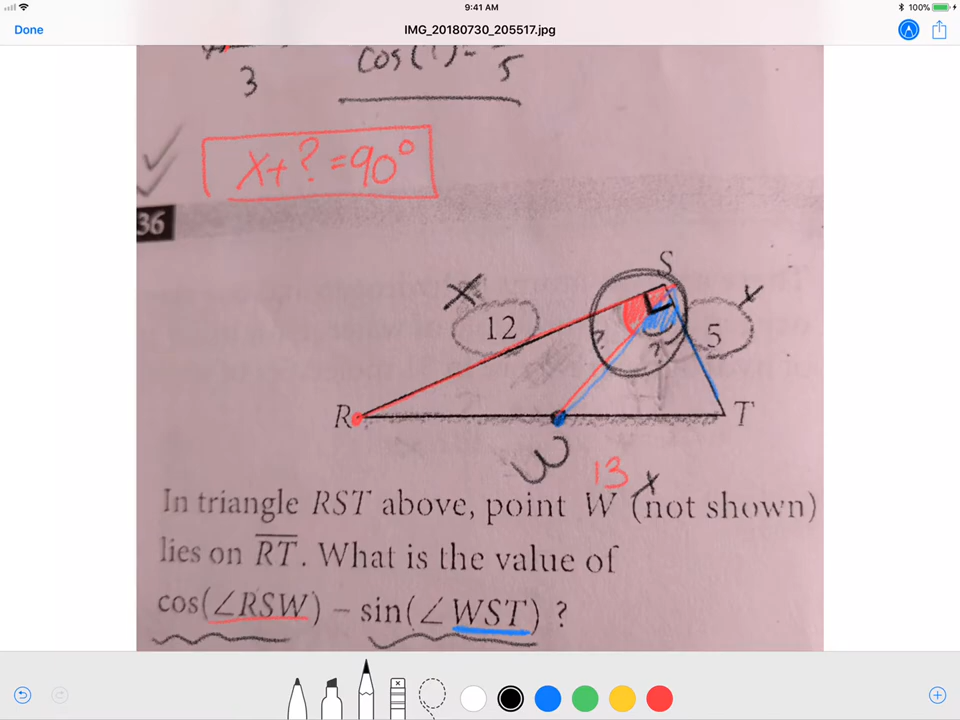 9:41 AM
100%
Done
IMG_20180730_205517.jpg
3
cos(
5
x+?=90°
36
S
x
12
x
5
?
?
R
T
W
13
x
In triangle RST above, point W (not shown)
lies on RT. What is the value of
cos(∠RSW) – sin(∠WST) ?